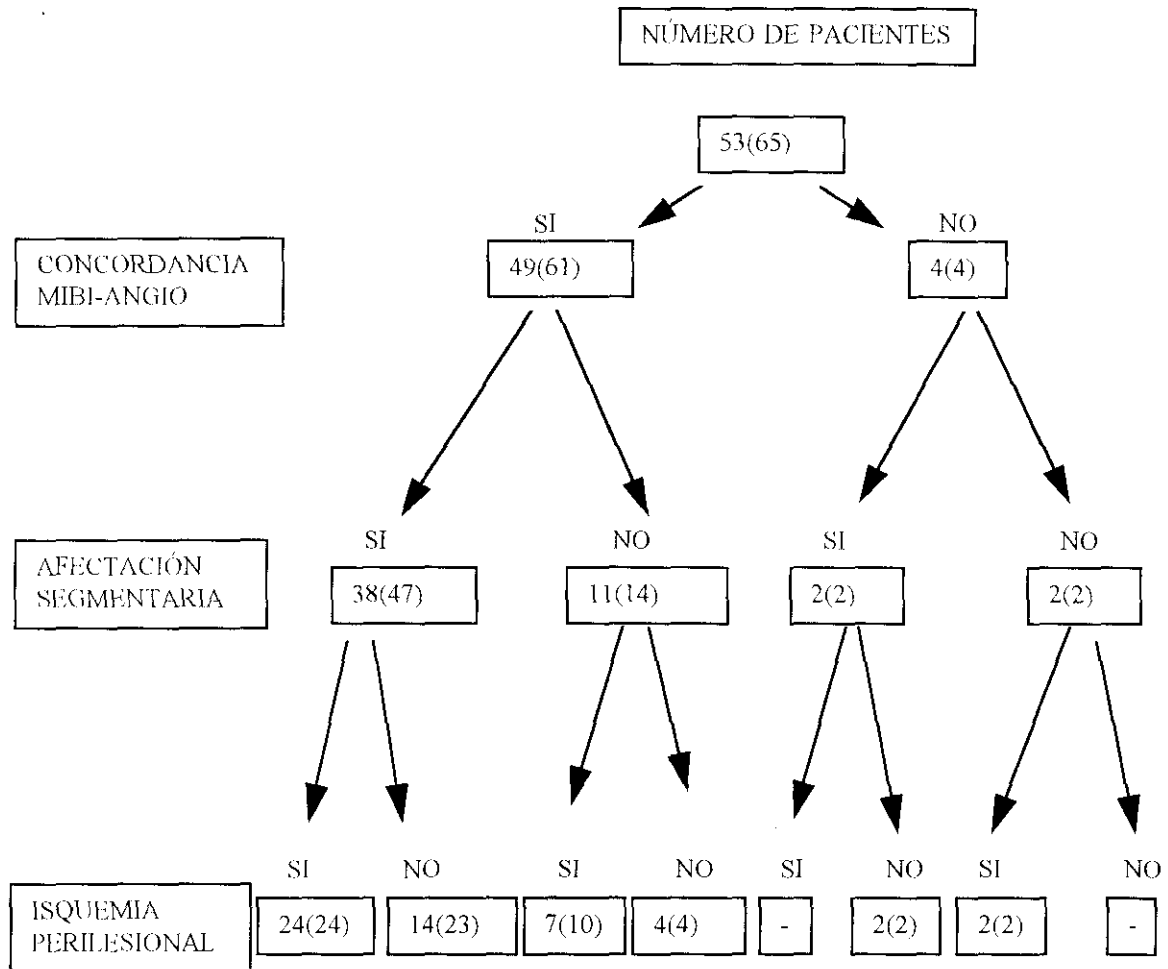 NÚMERO DE PACIENTES
53(65)
SI
NO
CONCORDANCIA
MIBI-ANGIO
49(61)
4(4)
SI
NO
SI
NO
AFECTACIÓN
SEGMENTARIA
38(47)
11(14)
2(2)
2(2)
SI
NO
SI
NO
SI
NO
SI
NO
ISQUEMIA
PERILESIONAL
24(24)
14(23)
7(10)
4(4)
-
2(2)
2(2)
-